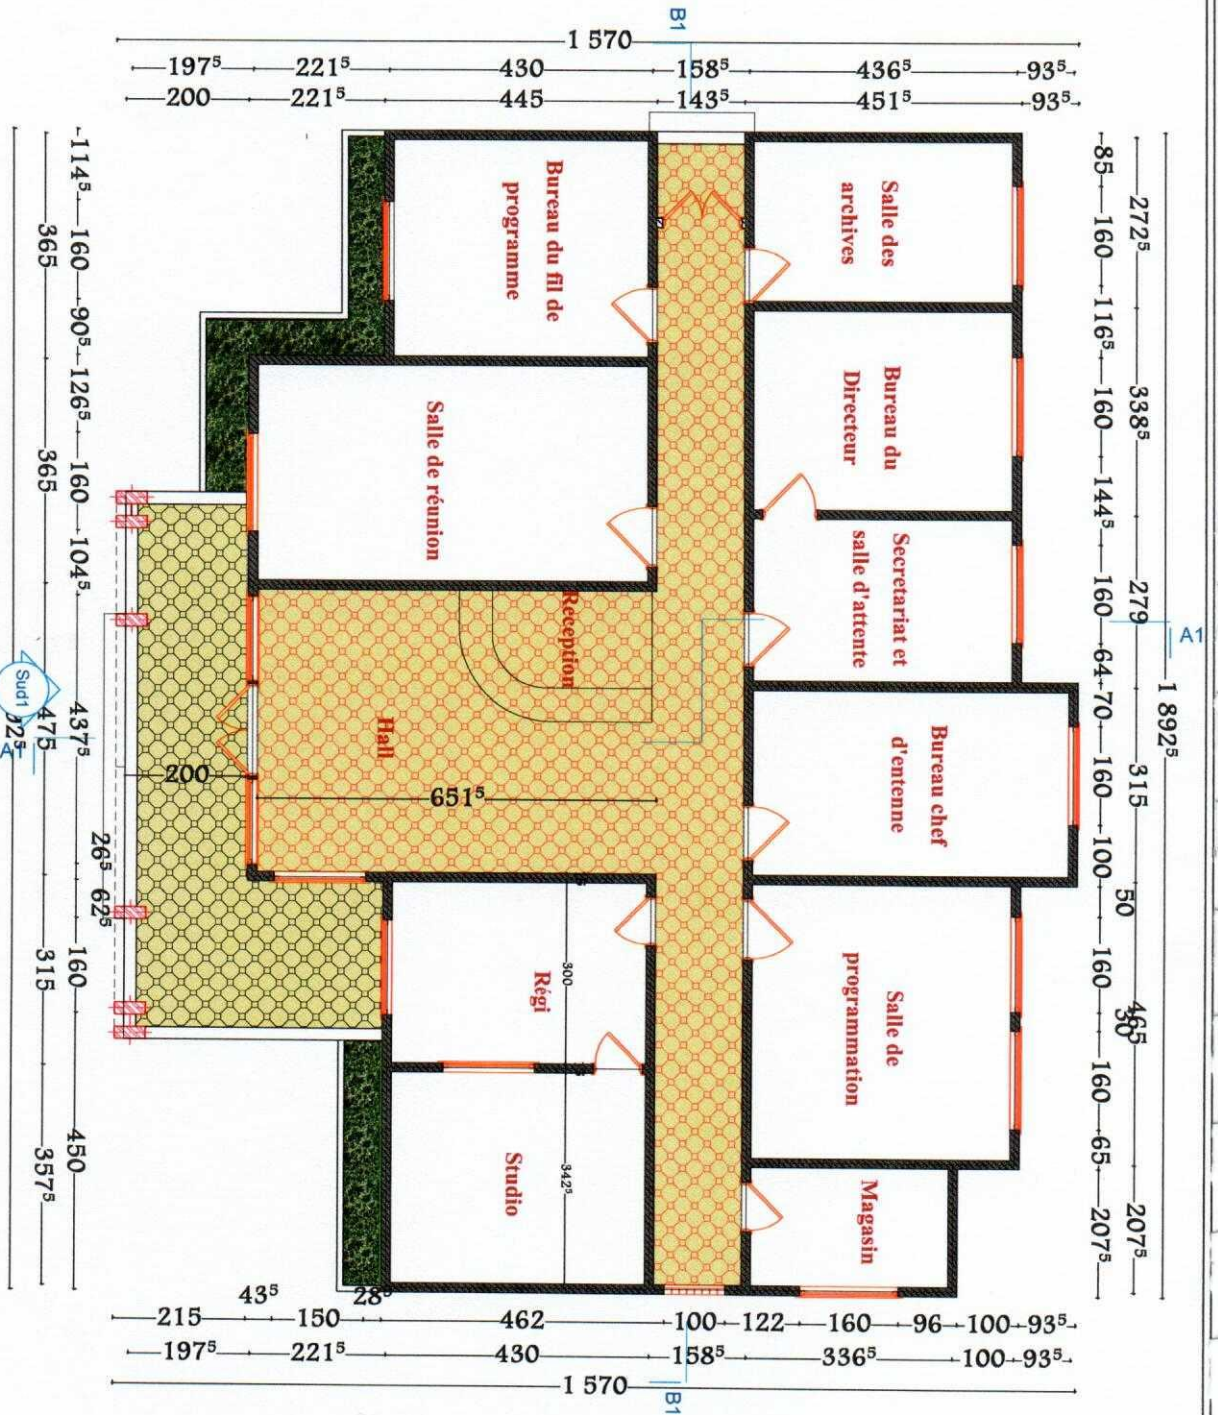 B1
1 570
197⁵ 221⁵ 430 158⁵ 436⁵ 93⁵
200 221⁵ 445 143⁵ 451⁵ 93⁵
Bureau du fil de
programme
Salle des
archives
Salle de réunion
Bureau du
Directeur
Secretariat et
salle d'attente
Reception
Hall
Bureau chef
d'entenne
200
651⁵
Régi
300
Salle de
programmation
Studio
342⁵
Magasin
85 160 116⁵ 160 144⁵ 160 64 70 160 100 50 160 30 160 65 207⁵
272⁵ 338⁵ 279 315 465 207⁵
1 892⁵
A1
114⁵ 160 90⁵ 126⁵ 160 104⁵ 437⁵ 160 450
365 365 475 315 357⁵
26⁵ 62⁵
Sud1
A1
43⁵ 28⁵
215 150 462 100 122 160 96 100 93⁵
197⁵ 221⁵ 430 158⁵ 336⁵ 100 93⁵
1 570
B1